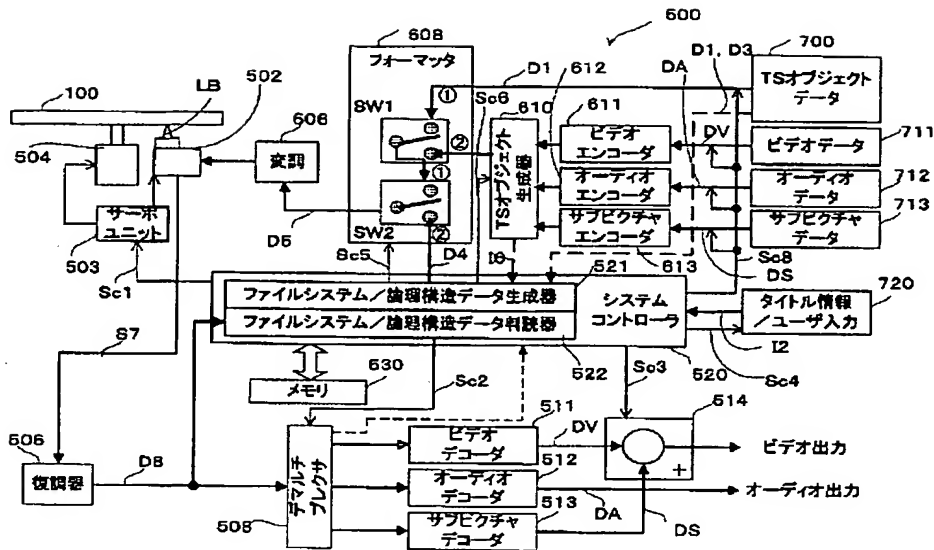 608
フォーマッタ
500
700
TSオブジェクト
データ
D1, D3
DA
D1
612
610
611
SW1
①
②
Sc6
100
LB
502
504
606
変調
サーボ
ユニット
503
Sc1
D5
SW2
①
②
Sc5
D4
TSオブジェクト
生成器
ビデオ
エンコーダ
オーディオ
エンコーダ
サブピクチャ
エンコーダ
613
DV
ビデオデータ
711
オーディオ
データ
712
サブピクチャ
データ
713
DS
Sc8
521
ファイルシステム/論理構造データ生成器
ファイルシステム/論理構造データ判読器
システム
コントローラ
タイトル情報
/ユーザ入力
720
I2
Sc4
520
522
Sc3
S7
530
メモリ
Sc2
506
復調器
D8
508
デマルチ
プレクサ
511
ビデオ
デコーダ
DV
512
オーディオ
デコーダ
DA
513
サブピクチャ
デコーダ
DS
514
+
ビデオ出力
オーディオ出力